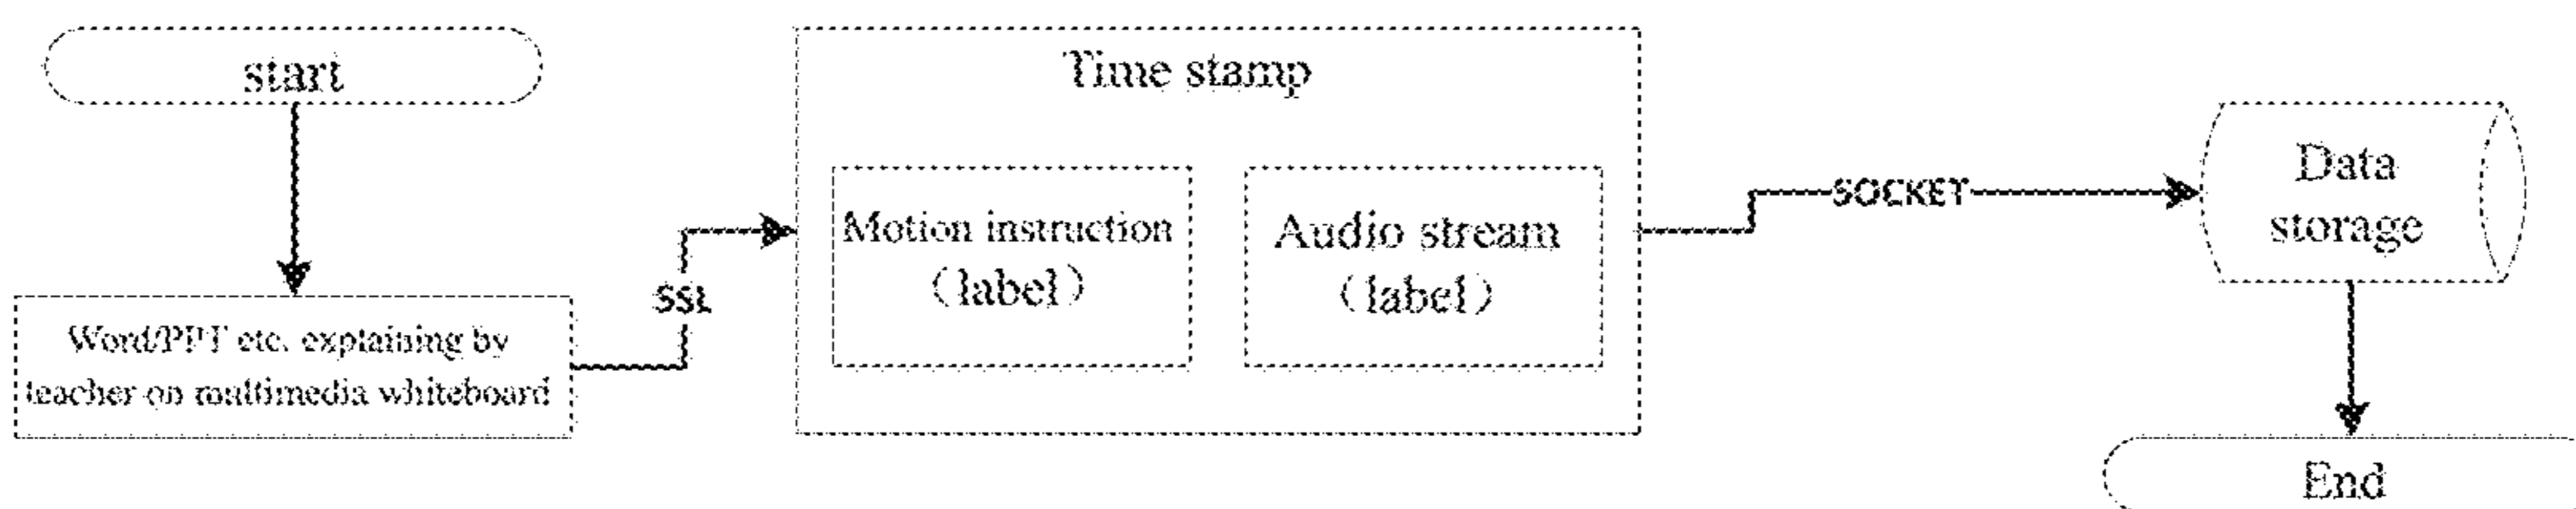 start
Word/PPT etc. explaining by
teacher on multimedia whiteboard
SSL
Time stamp
Motion instruction
（label）
Audio stream
（label）
SOCKET
Data
storage
End